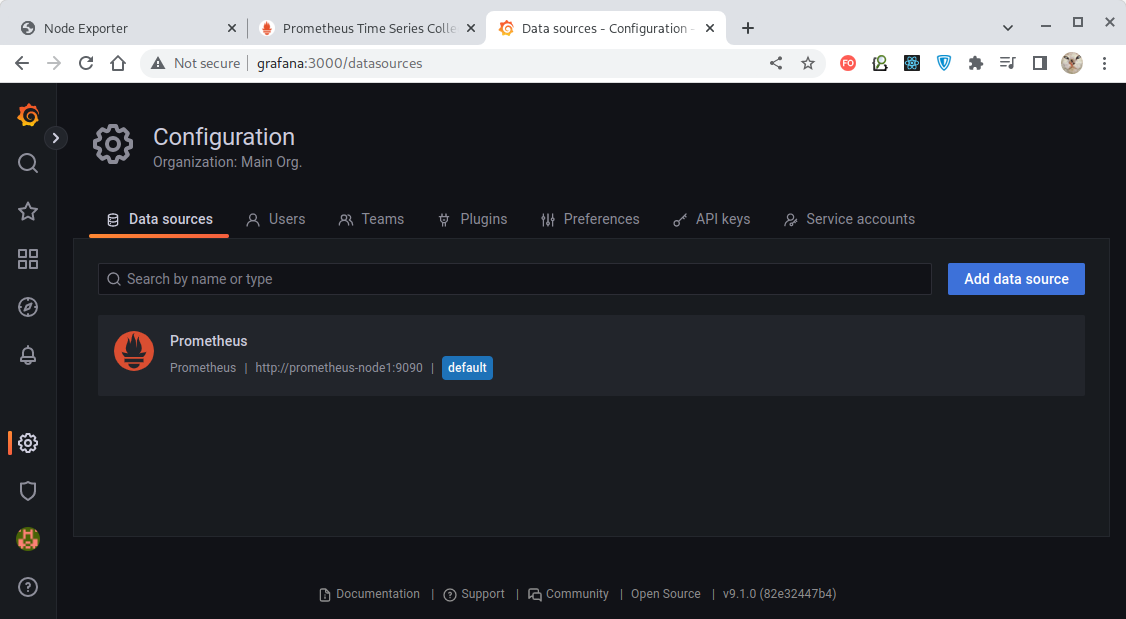 Node Exporter
Prometheus Time Series Colle
Data sources - Configuration -
Not secure | grafana:3000/datasources
FO
Configuration
Organization: Main Org.
Data sources Users Teams Plugins Preferences API keys Service accounts
Search by name or type
Add data source
Prometheus
Prometheus | http://prometheus-node1:9090 | default
Documentation | Support | Community | Open Source | v9.1.0 (82e32447b4)